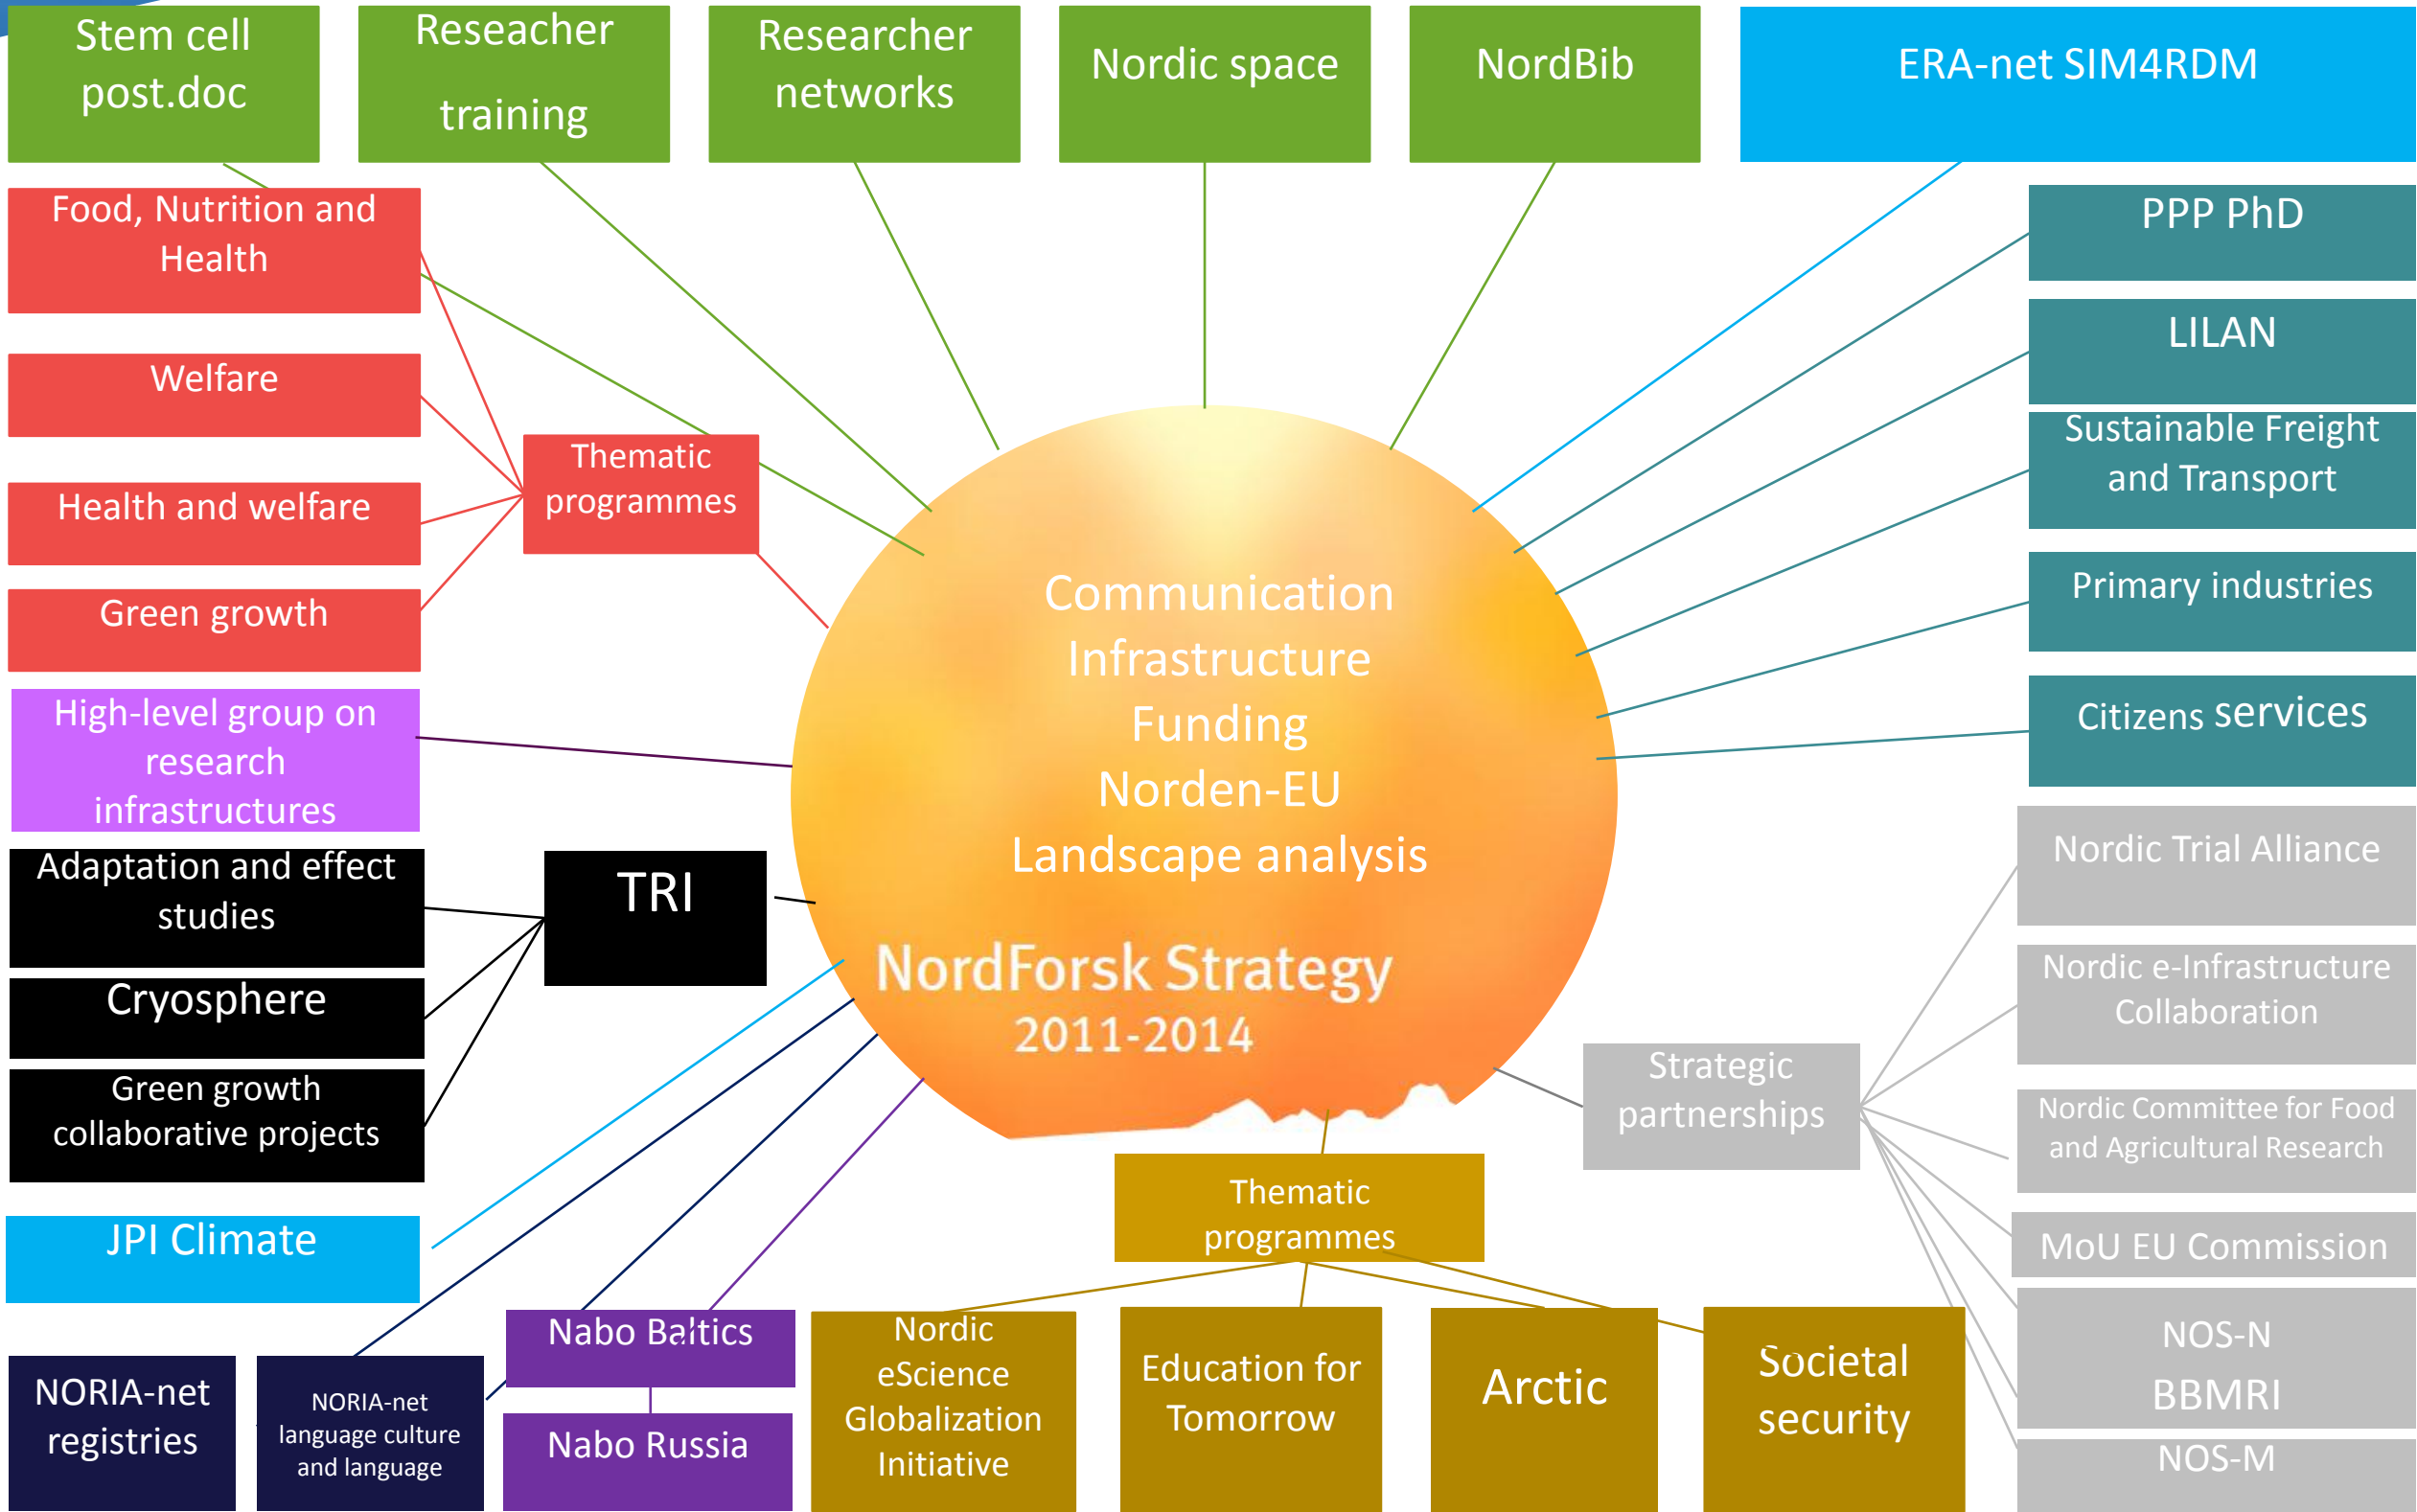 Stem cell
post.doc
Reseacher
training
Researcher
networks
Nordic space
NordBib
ERA-net SIM4RDM
Food, Nutrition and
Health
Welfare
Health and welfare
Green growth
Thematic
programmes
High-level group on
research
infrastructures
Adaptation and effect
studies
Cryosphere
Green growth
collaborative projects
TRI
JPI Climate
NORIA-net
registries
NORIA-net
language culture
and language
Nabo Baltics
Nabo Russia
Communication
Infrastructure
Funding
Norden-EU
Landscape analysis
NordForsk Strategy
2011-2014
Thematic
programmes
Nordic
eScience
Globalization
Initiative
Education for
Tomorrow
Arctic
Societal
security
PPP PhD
LILAN
Sustainable Freight
and Transport
Primary industries
Citizens services
Strategic
partnerships
Nordic Trial Alliance
Nordic e-Infrastructure
Collaboration
Nordic Committee for Food
and Agricultural Research
MoU EU Commission
NOS-N
BBMRI
NOS-M